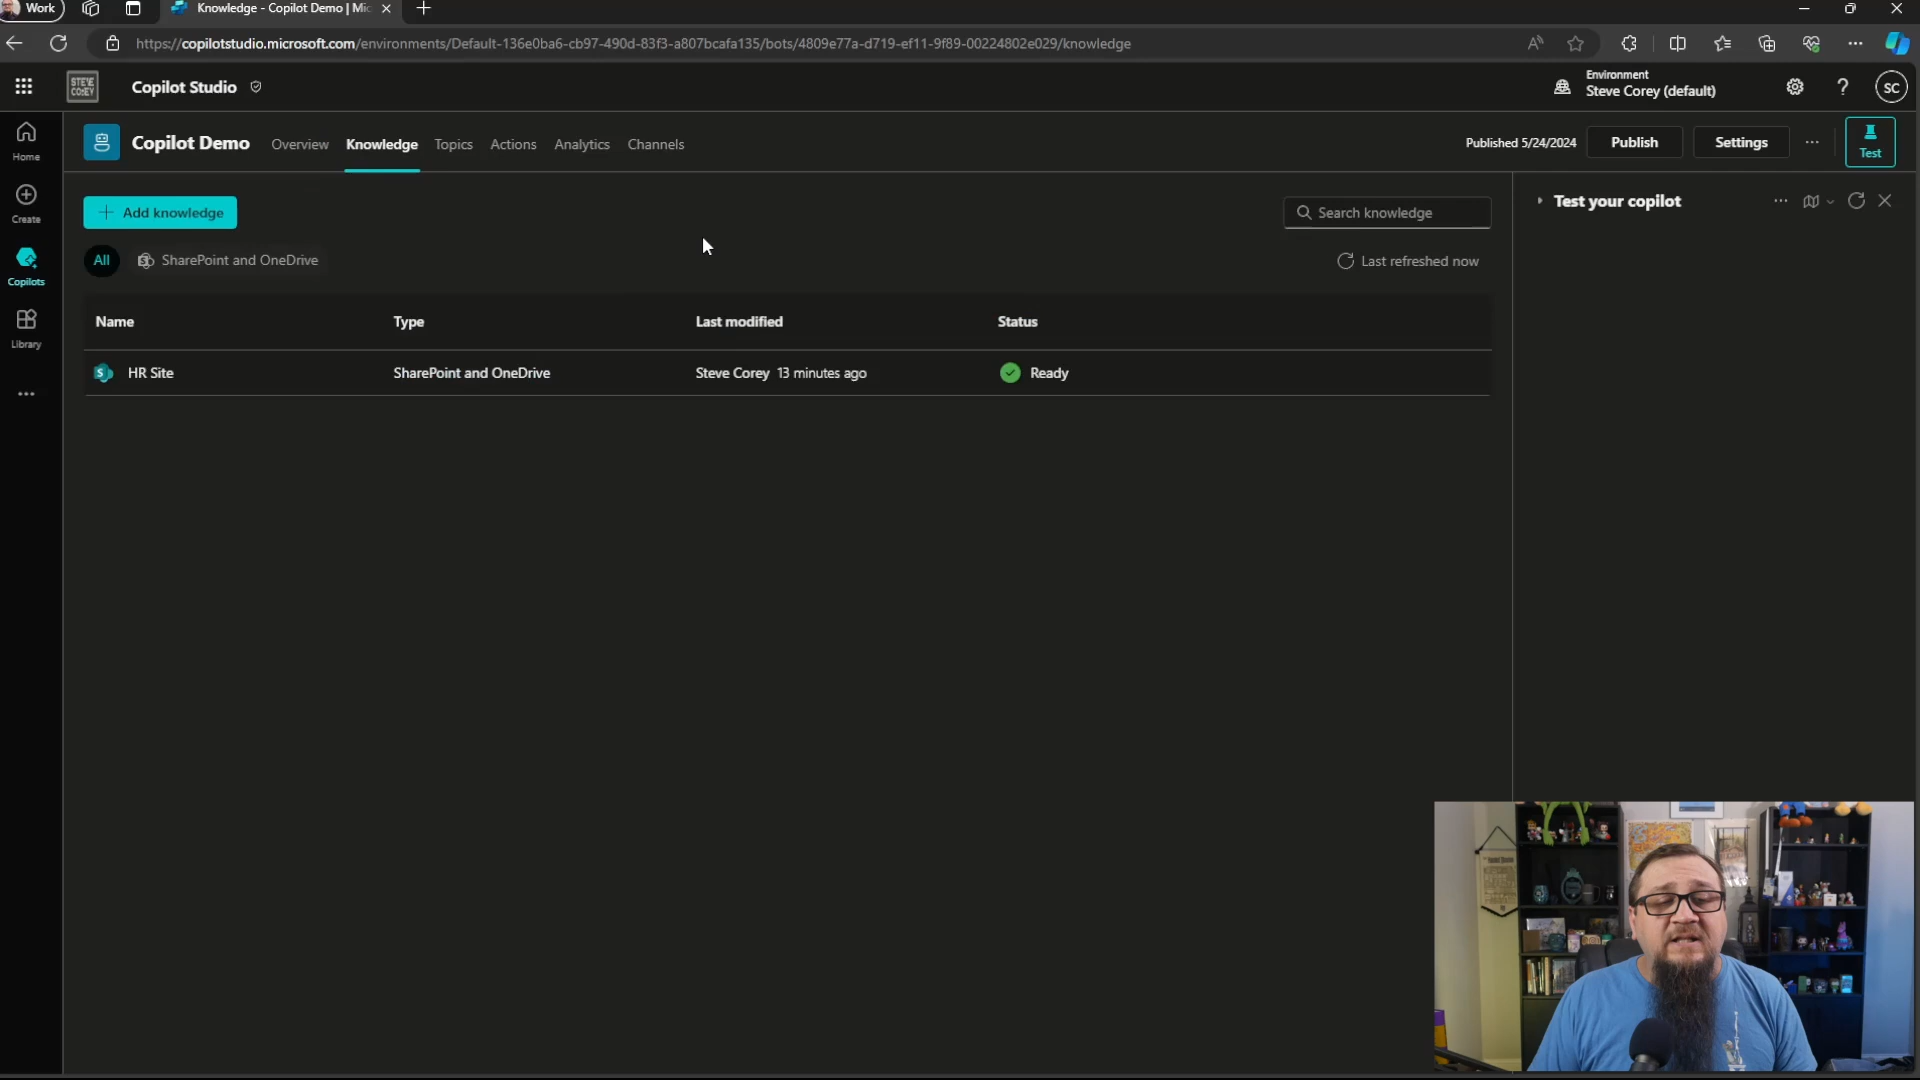 Work
Knowledge - Copilot Demo | Mic
https://copilotstudio.microsoft.com/environments/Default-136e0ba6-cb97-490d-83f3-a807bcafa135/bots/4809e77a-d719-ef11-9f89-00224802e029/knowledge
STEVE
COREY
Copilot Studio
Environment
Steve Corey (default)
SC
Home
Create
Copilots
Library
Copilot Demo
Overview
Knowledge
Topics
Actions
Analytics
Channels
Published 5/24/2024
Publish
Settings
Test
Add knowledge
Search knowledge
Test your copilot
All
SharePoint and OneDrive
Last refreshed now
Name Type Last modified Status
HR Site SharePoint and OneDrive Steve Corey 13 minutes ago Ready